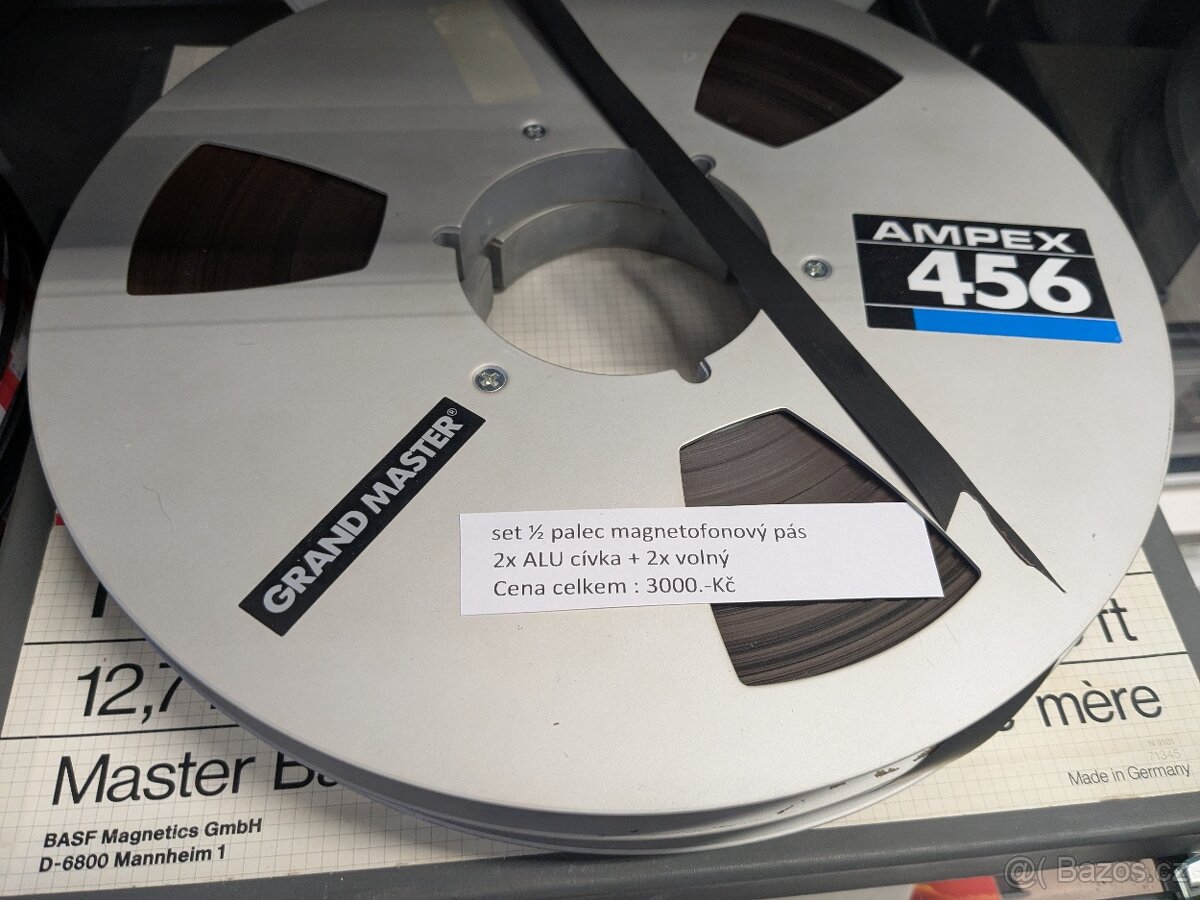 AMPEX
456
GRAND MASTER®
set ½ palec magnetofonový pás
2x ALU cívka + 2x volný
Cena celkem : 3000.-Kč
ft
12,7
mère
Master
BASF Magnetics GmbH
D-6800 Mannheim 1
Made in Germany
Bazos.cz